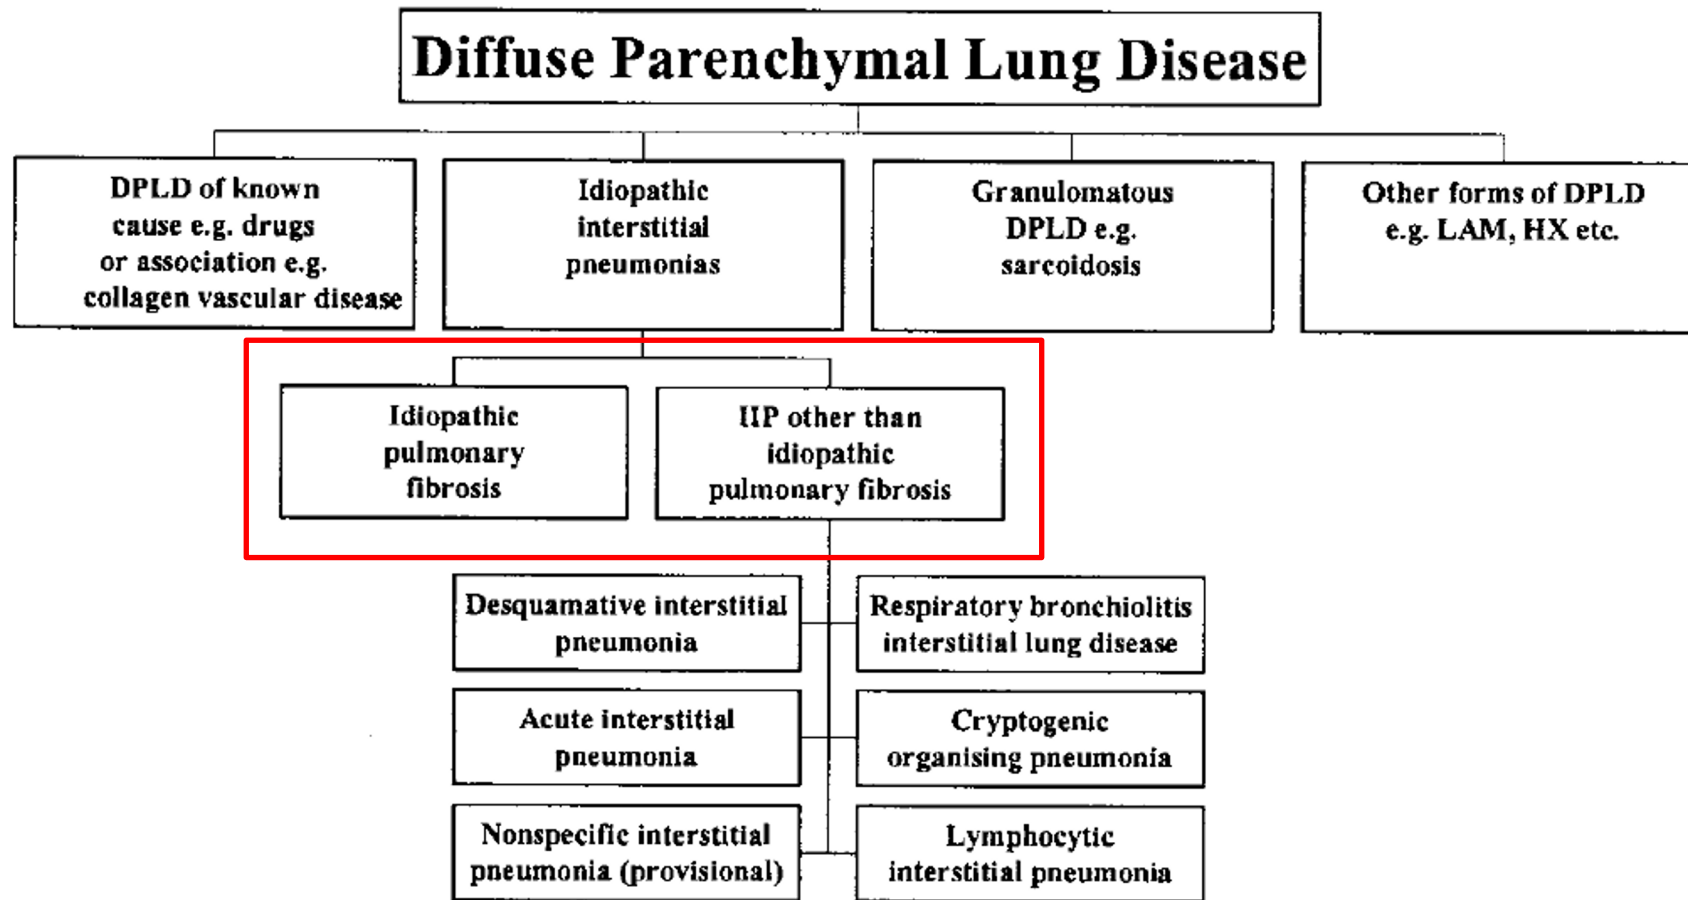 Diffuse Parenchymal Lung Disease
DPLD of known
cause e.g. drugs
or association e.g.
collagen vascular disease
Idiopathic
interstitial
pneumonias
Granulomatous
DPLD e.g.
sarcoidosis
Other forms of DPLD
e.g. LAM, HX etc.
Idiopathic
pulmonary
fibrosis
IIP other than
idiopathic
pulmonary fibrosis
Desquamative interstitial
pneumonia
Respiratory bronchiolitis
interstitial lung disease
Acute interstitial
pneumonia
Cryptogenic
organising pneumonia
Nonspecific interstitial
pneumonia (provisional)
Lymphocytic
interstitial pneumonia